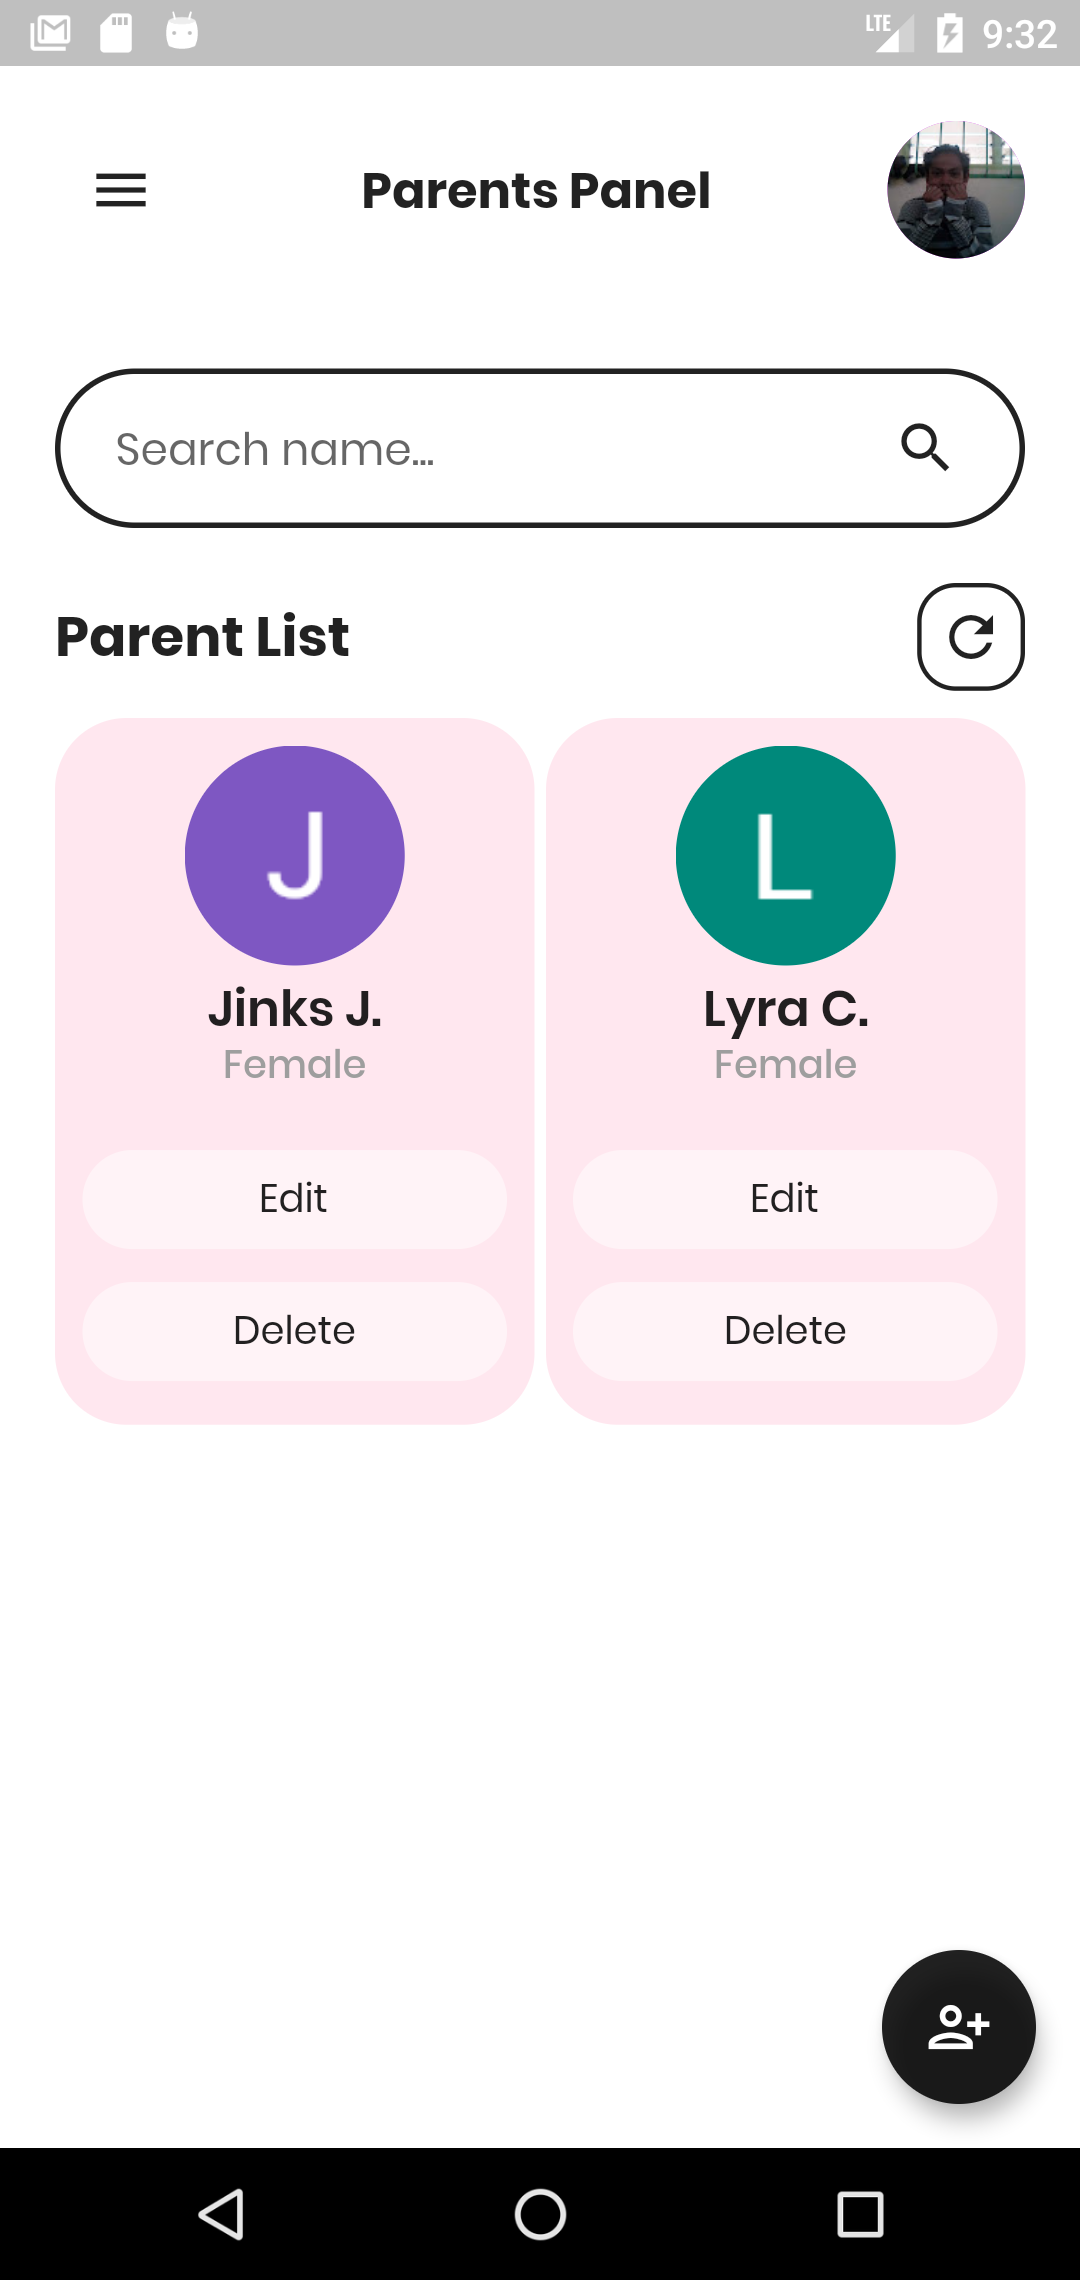 LTE 9:32
Parents Panel
Search name...
Parent List
J L
Jinks J. Lyra C.
Female Female
Edit Edit
Delete Delete